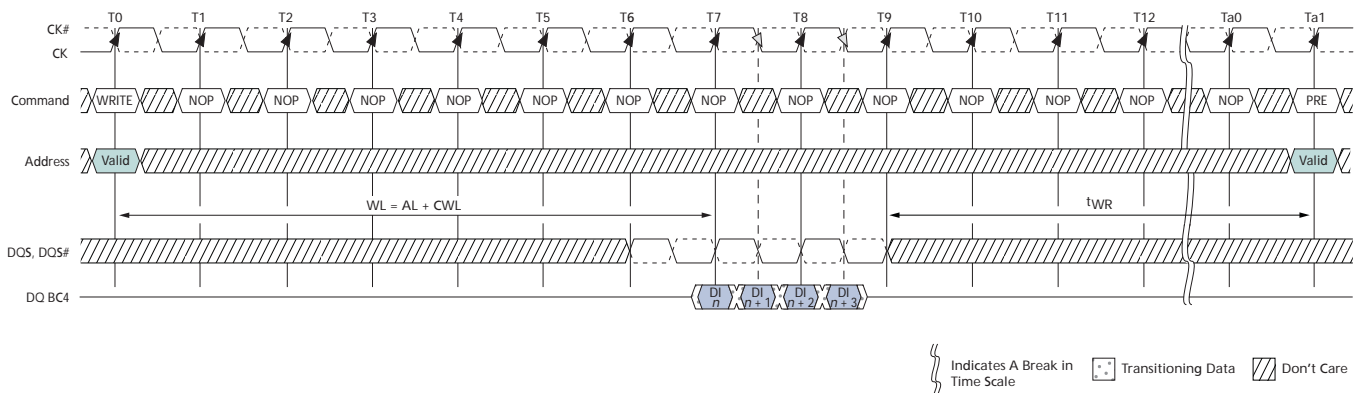 T0 T1 T2 T3 T4 T5 T6 T7 T8 T9 T10 T11 T12 Ta0 Ta1
CK#
CK
Command WRITE NOP NOP NOP NOP NOP NOP NOP NOP NOP NOP NOP NOP NOP PRE
Address Valid Valid
WL = AL + CWL tWR
DQS, DQS#
DQ BC4 DI n DI n + 1 DI n + 2 DI n + 3
Indicates A Break in
Time Scale
Transitioning Data
Don't Care